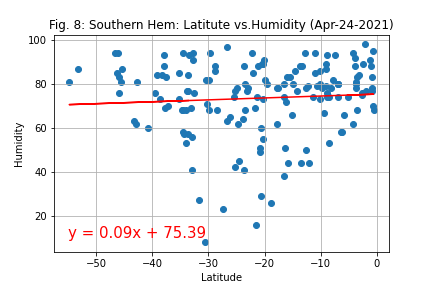 Fig. 8: Southern Hem: Latitute vs.Humidity (Apr-24-2021)
100
80
60
40
20
Humidity
y = 0.09x + 75.39
−50
−40
−30
−20
−10
0
Latitude